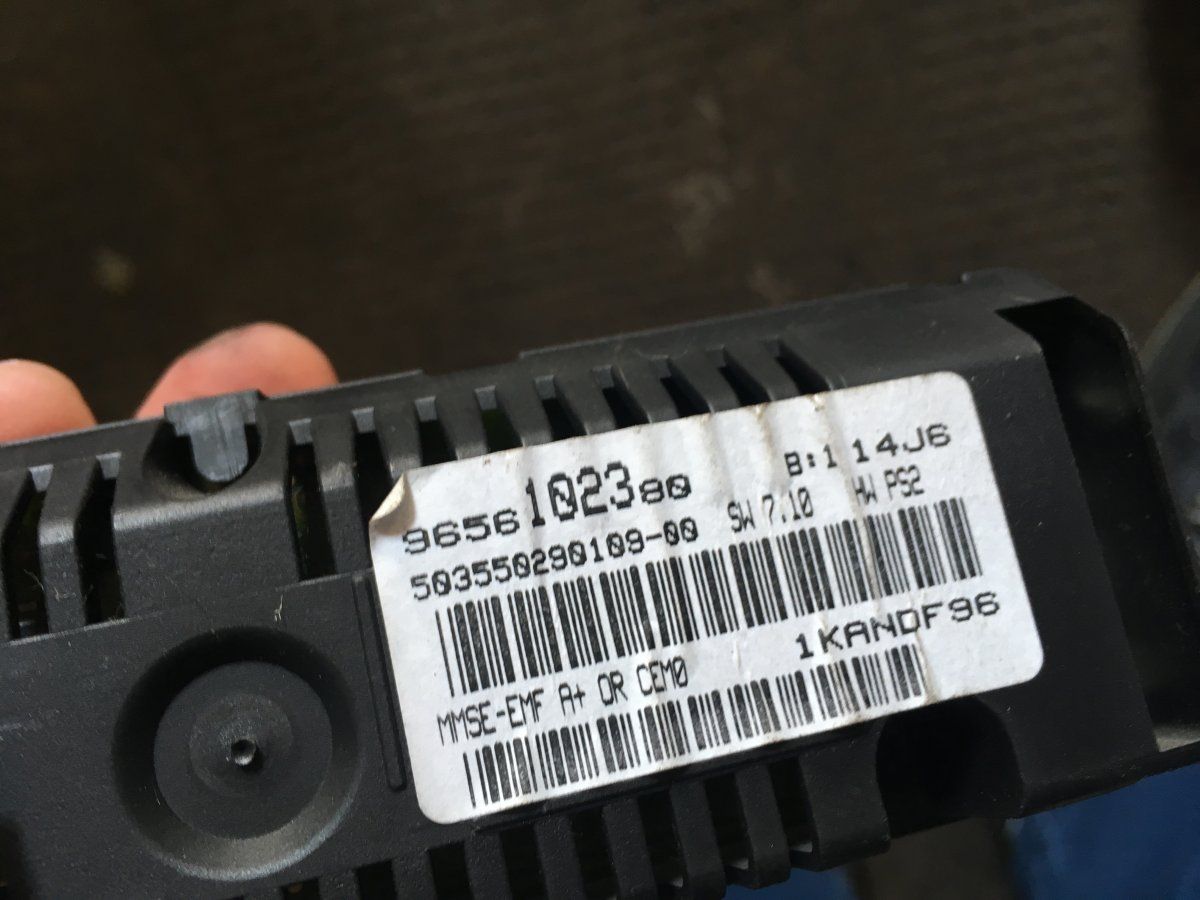 9656102380 B:1 14J6
503550290109-00 SW 7.10 HW PS2
1KANDF96
MMSE-EMF A+ OR CEM0